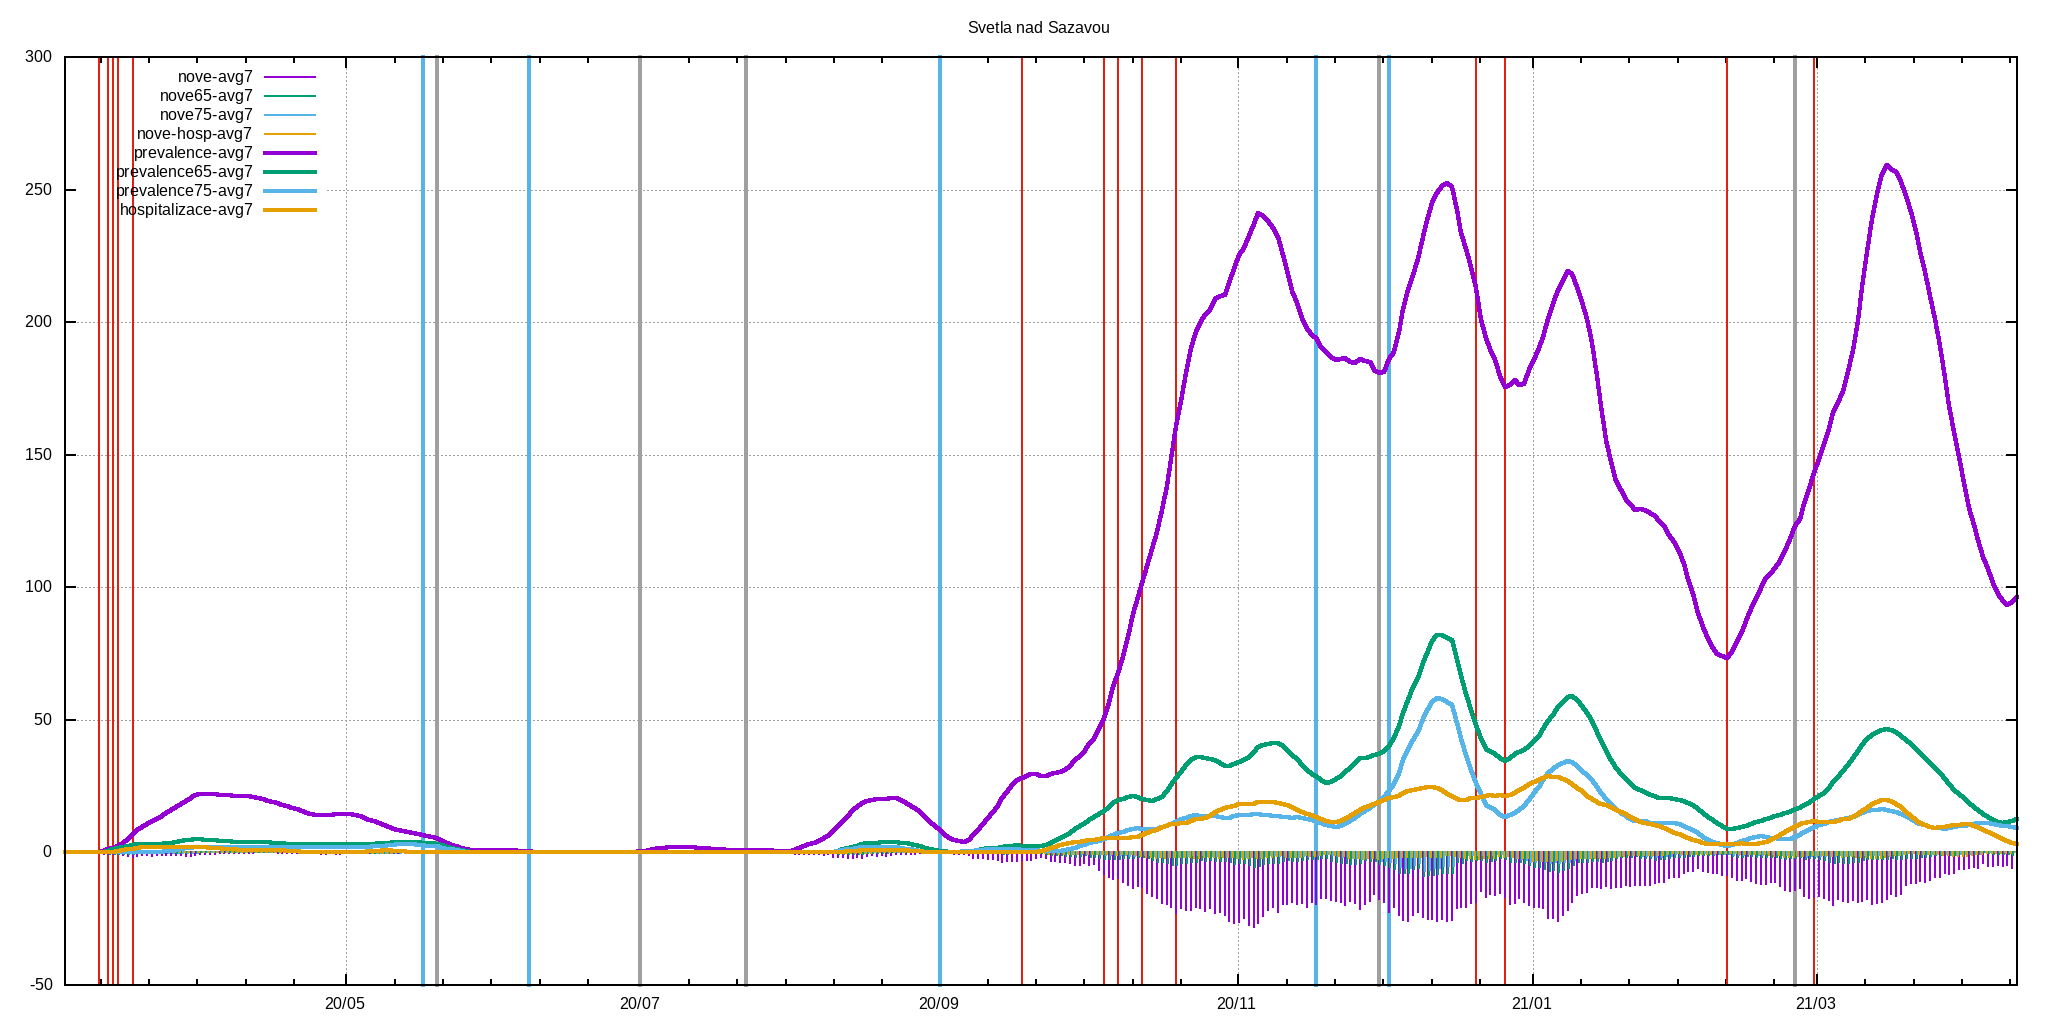 Svetla nad Sazavou
300
250
200
150
100
50
0
-50
nove-avg7
nove65-avg7
nove75-avg7
nove-hosp-avg7
prevalence-avg7
prevalence65-avg7
prevalence75-avg7
hospitalizace-avg7
20/05
20/07
20/09
20/11
21/01
21/03